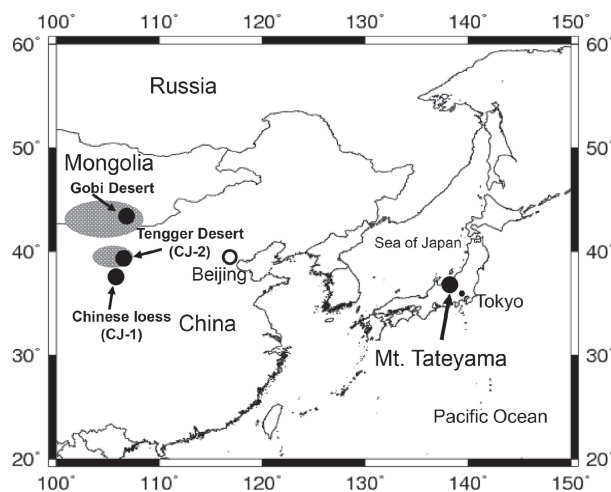 100° 110° 120° 130° 140° 150°
60° 60°
Russia
50° 50°
Mongolia
Gobi Desert
Tengger Desert
(CJ-2)
Sea of Japan
40° 40°
Beijing
Tokyo
Chinese loess
(CJ-1)
China
Mt. Tateyama
30° 30°
Pacific Ocean
20° 20°
100° 110° 120° 130° 140° 150°